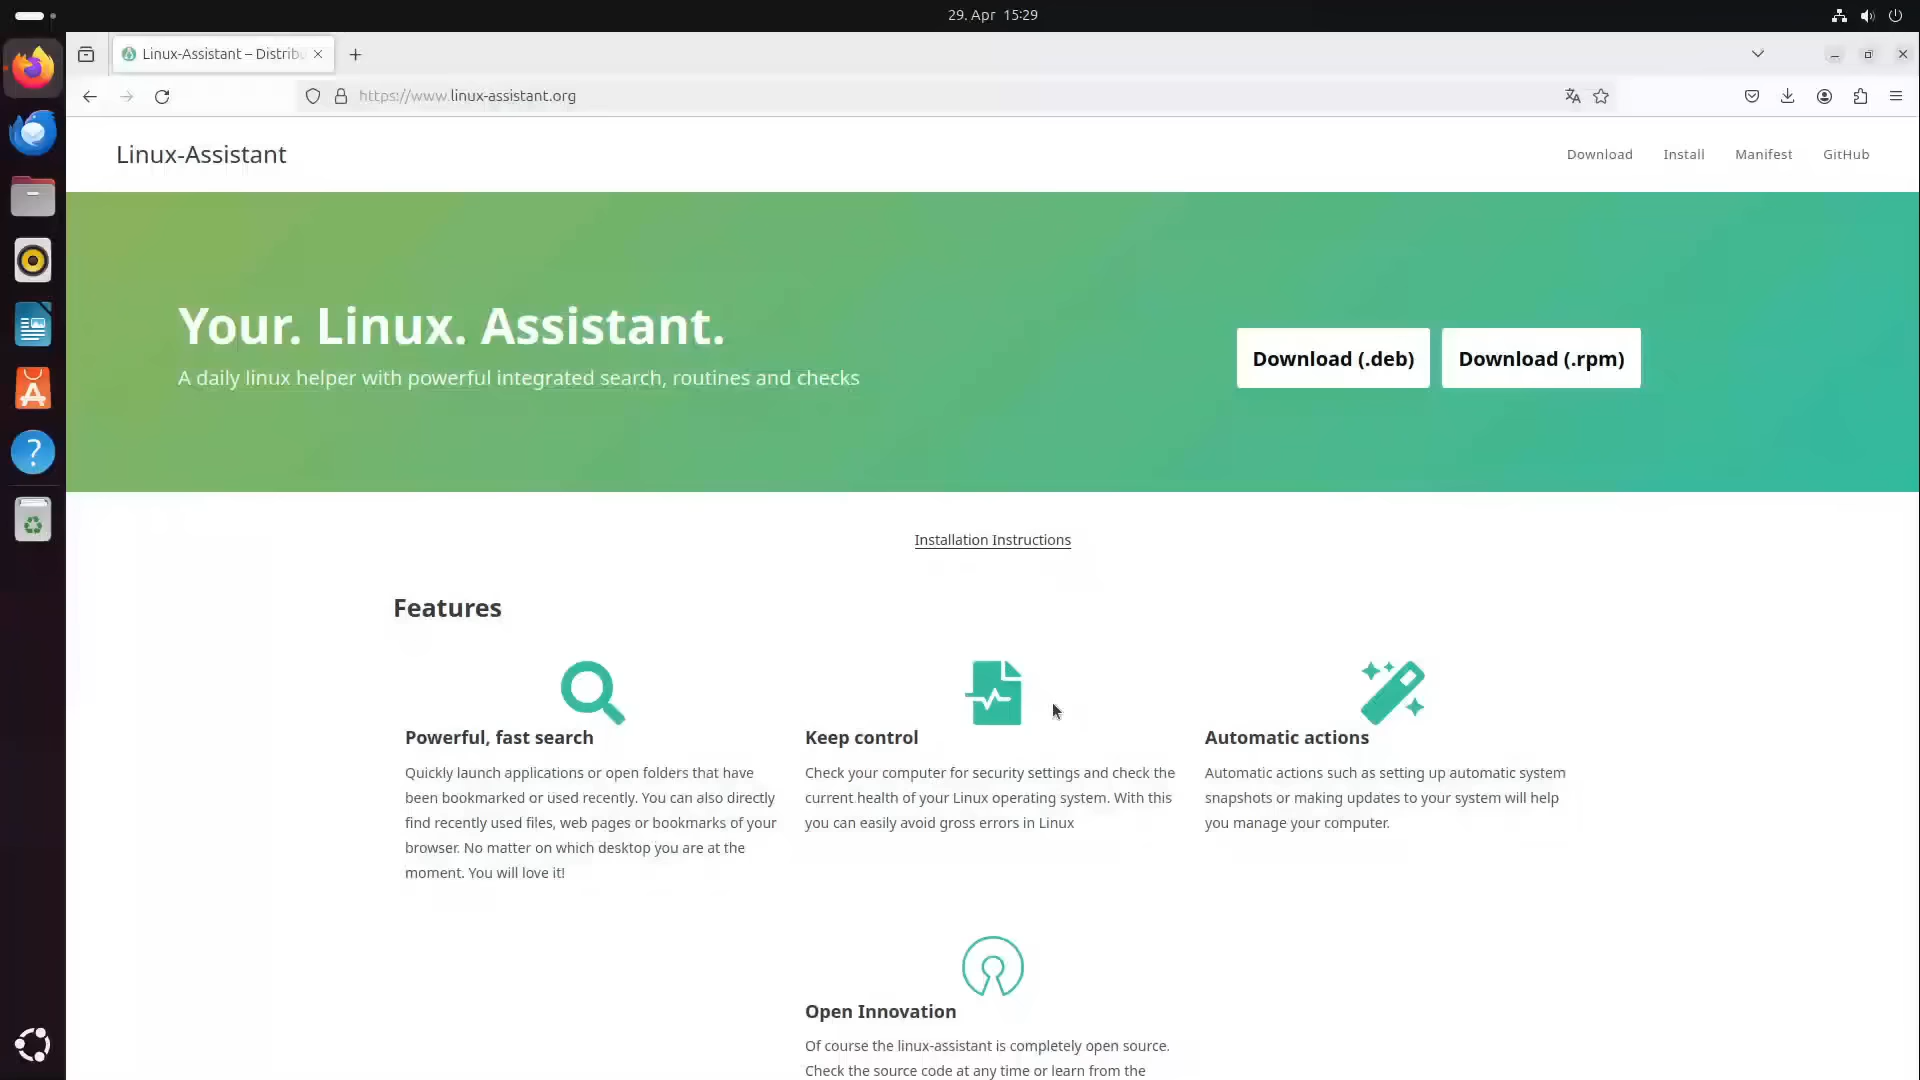 29. Apr 15:29
Linux-Assistant – Distrib
https://www.linux-assistant.org
Linux-Assistant
Download
Install
Manifest
GitHub
Your. Linux. Assistant.
A daily linux helper with powerful integrated search, routines and checks
Download (.deb)
Download (.rpm)
Installation Instructions
Features
Powerful, fast search
Quickly launch applications or open folders that have
been bookmarked or used recently. You can also directly
find recently used files, web pages or bookmarks of your
browser. No matter on which desktop you are at the
moment. You will love it!
Keep control
Check your computer for security settings and check the
current health of your Linux operating system. With this
you can easily avoid gross errors in Linux
Automatic actions
Automatic actions such as setting up automatic system
snapshots or making updates to your system will help
you manage your computer.
Open Innovation
Of course the linux-assistant is completely open source.
Check the source code at any time or learn from the